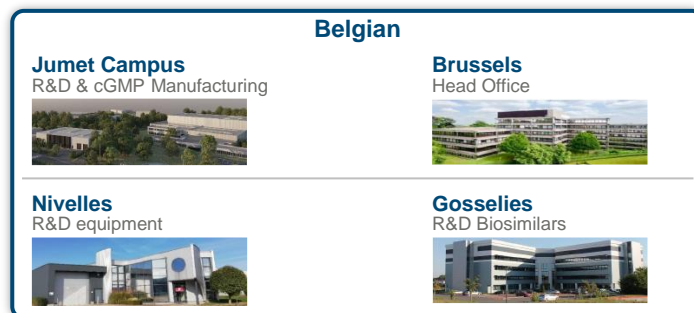 Belgian
Jumet Campus
R&D & cGMP Manufacturing
Brussels
Head Office
Nivelles
R&D equipment
Gosselies
R&D Biosimilars